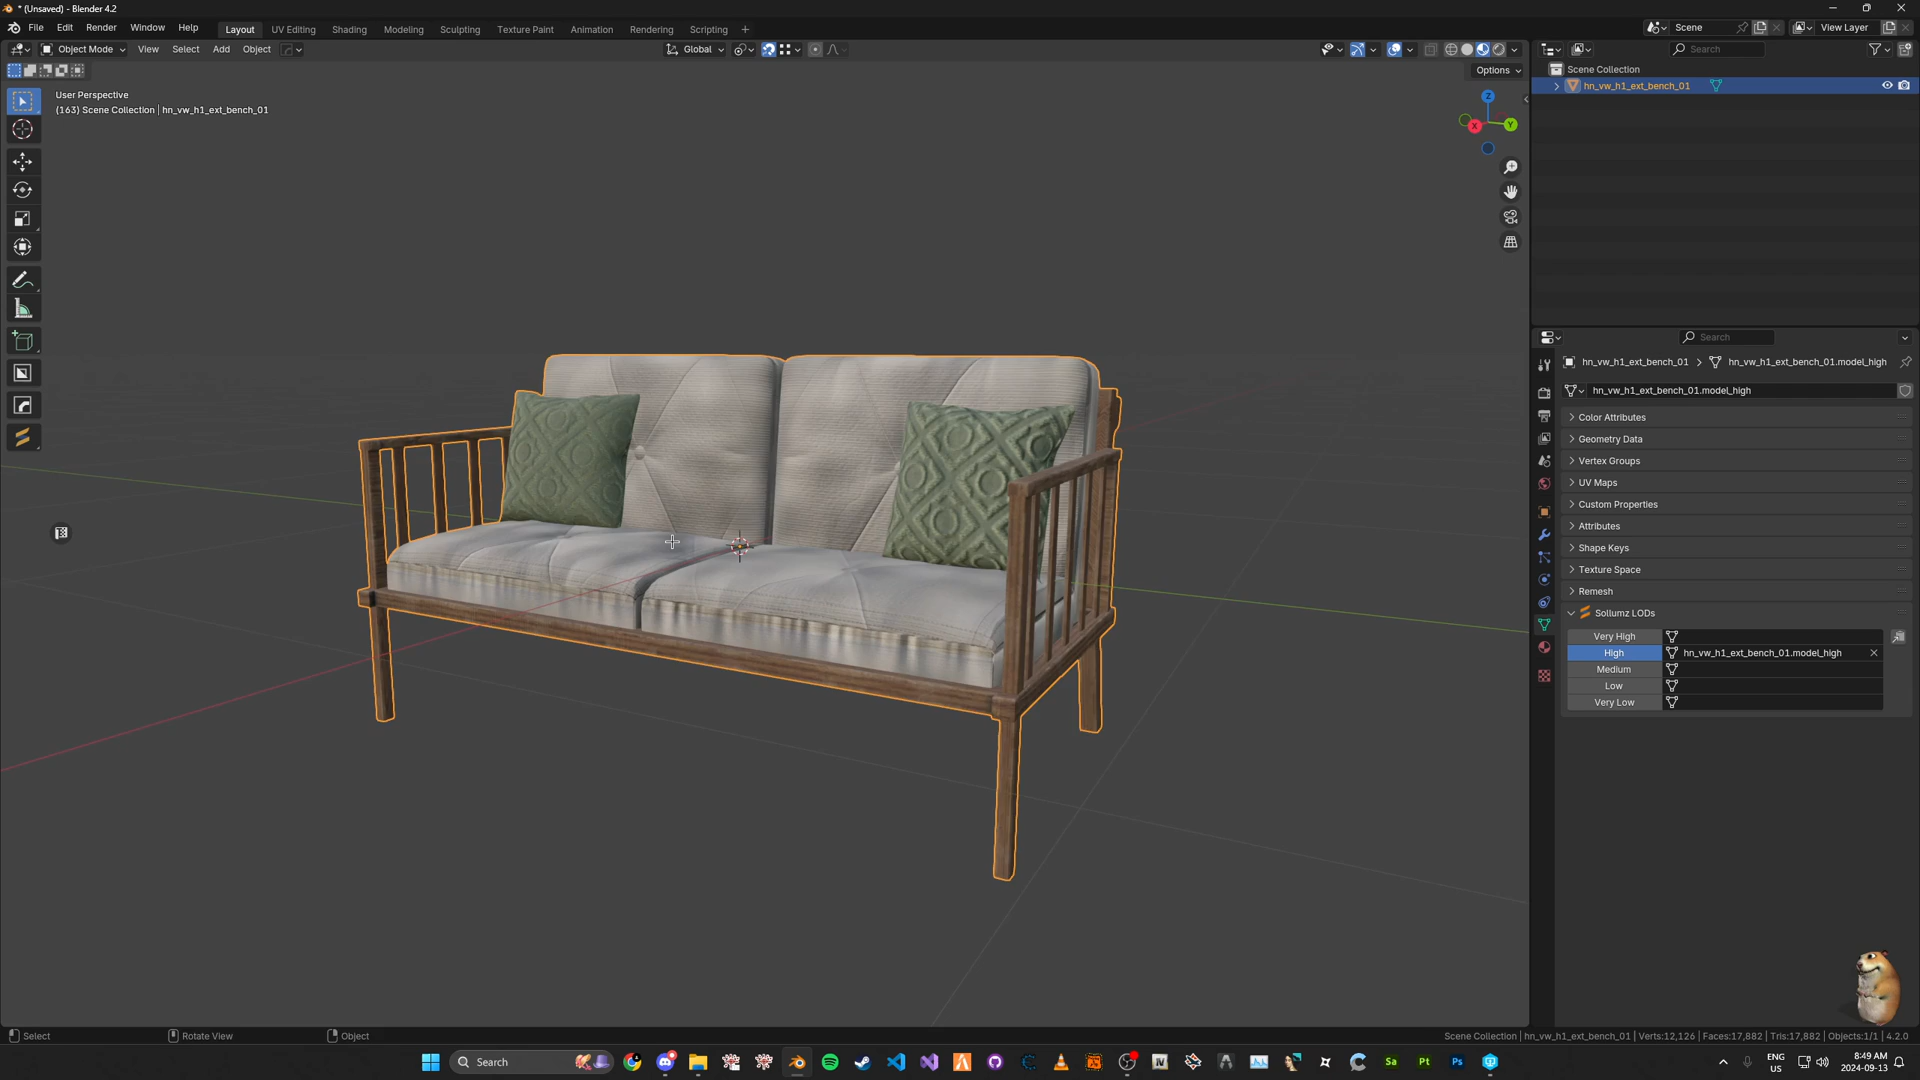 * (Unsaved) - Blender 4.2
File Edit Render Window Help
Layout UV Editing Shading Modeling Sculpting Texture Paint Animation Rendering Scripting +
Scene
View Layer
Object Mode View Select Add Object
Global
Search
Options
User Perspective
(163) Scene Collection | hn_vw_h1_ext_bench_01
Z
Y
X
Scene Collection
hn_vw_h1_ext_bench_01
Search
hn_vw_h1_ext_bench_01 > hn_vw_h1_ext_bench_01.model_high
hn_vw_h1_ext_bench_01.model_high
Color Attributes
Geometry Data
Vertex Groups
UV Maps
Custom Properties
Attributes
Shape Keys
Texture Space
Remesh
Sollumz LODs
Very High
High hn_vw_h1_ext_bench_01.model_high
Medium
Low
Very Low
Select Rotate View Object
Scene Collection | hn_vw_h1_ext_bench_01 | Verts:12,126 | Faces:17,882 | Tris:17,882 | Objects:1/1 | 4.2.0
Search
Sa Pt Ps
ENG
US
8:49 AM
2024-09-13